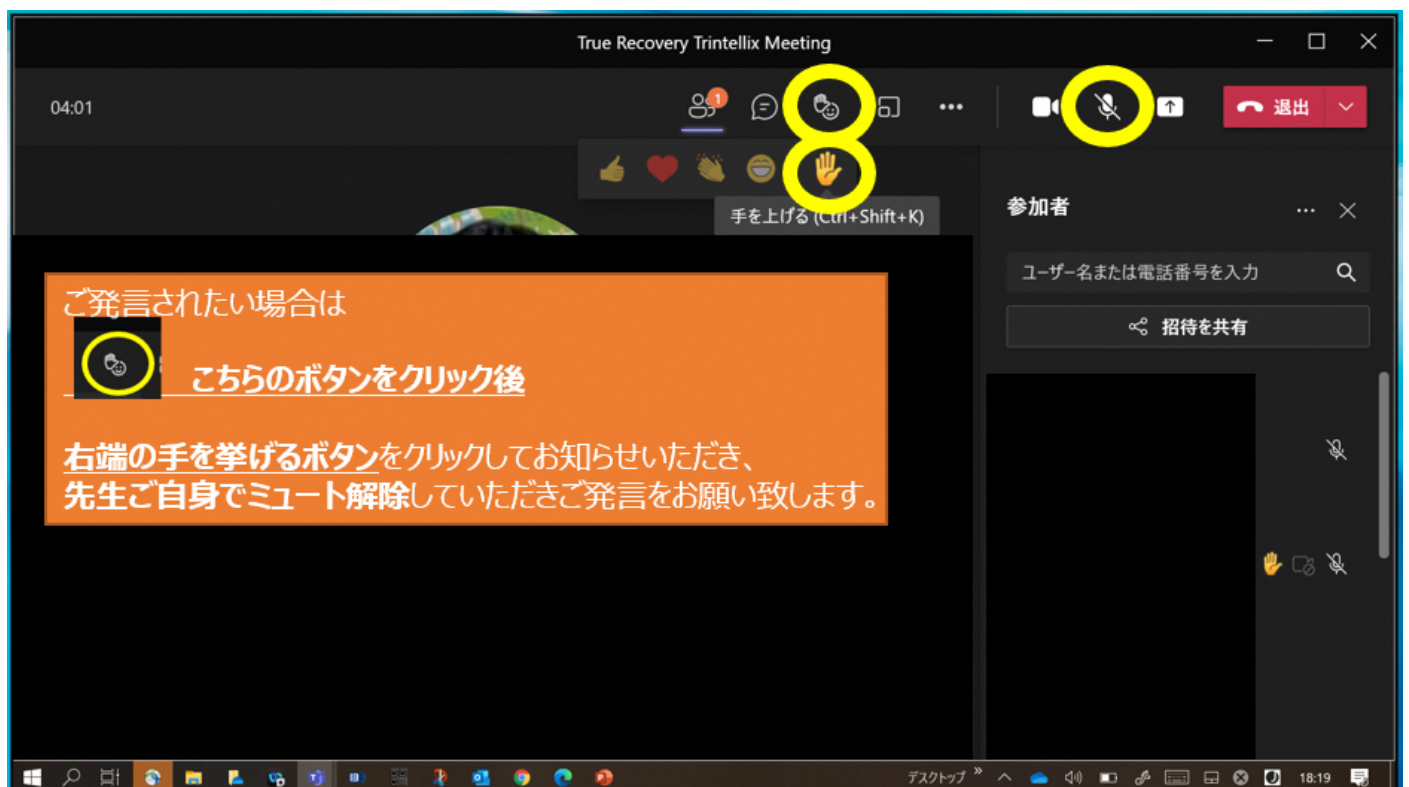 True Recovery Trintellix Meeting
04:01
1
退出
手を上げる (Ctrl+Shift+K)
参加者
ユーザー名または電話番号を入力
招待を共有
ご発言されたい場合は
こちらのボタンをクリック後
右端の手を挙げるボタンをクリックしてお知らせいただき、
先生ご自身でミュート解除していただきご発言をお願い致します。
デスクトップ
18:19